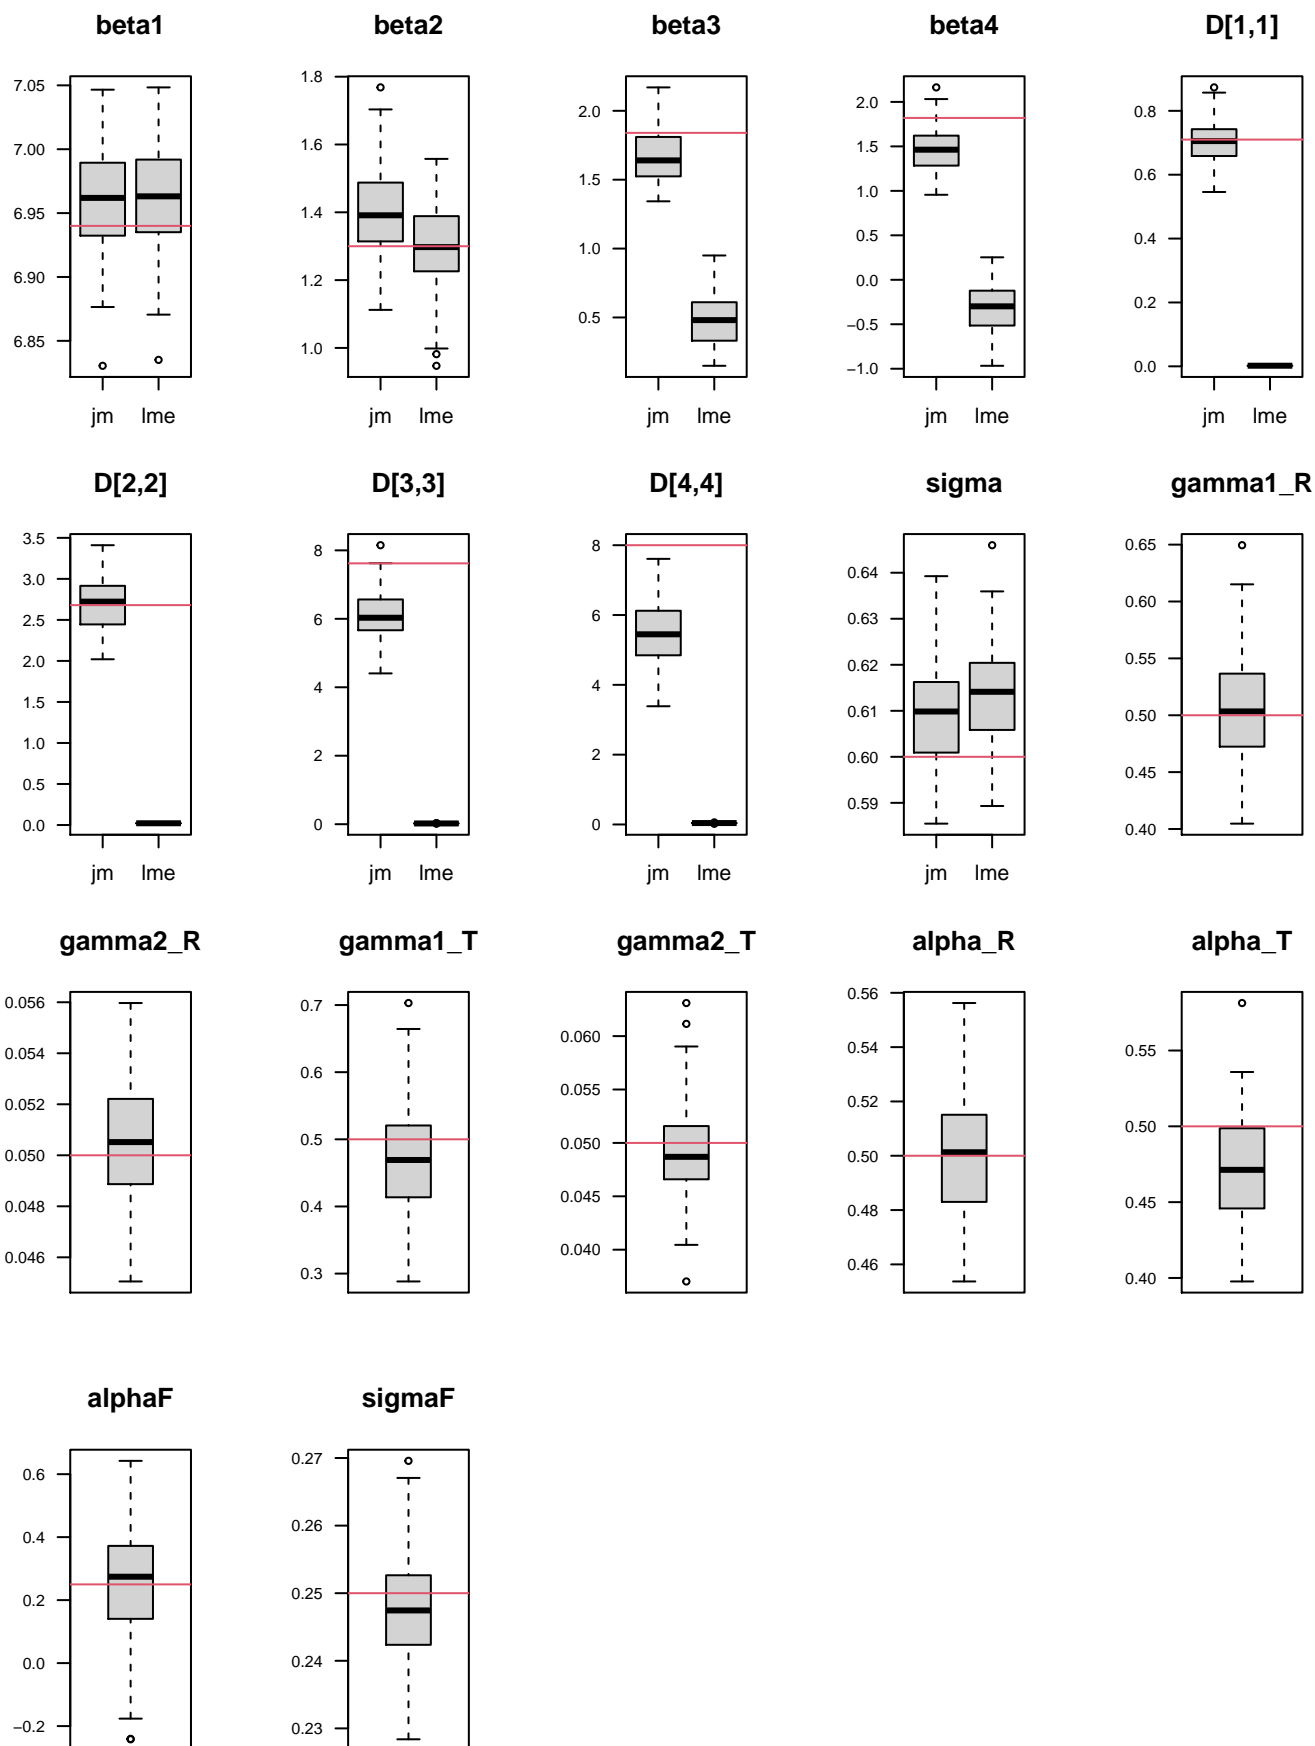 beta1 beta2 beta3 beta4 D[1,1]
7.05 7.00 6.95 6.90 6.85
1.8 1.6 1.4 1.2 1.0
2.0 1.5 1.0 0.5
2.0 1.5 1.0 0.5 0.0 −0.5 −1.0
0.8 0.6 0.4 0.2 0.0
jm lme jm lme jm lme jm lme jm lme
D[2,2] D[3,3] D[4,4] sigma gamma1_R
3.5 3.0 2.5 2.0 1.5 1.0 0.5 0.0
8 6 4 2 0
8 6 4 2 0
0.64 0.63 0.62 0.61 0.60 0.59
0.65 0.60 0.55 0.50 0.45 0.40
jm lme jm lme jm lme jm lme
gamma2_R gamma1_T gamma2_T alpha_R alpha_T
0.056 0.054 0.052 0.050 0.048 0.046
0.7 0.6 0.5 0.4 0.3
0.060 0.055 0.050 0.045 0.040
0.56 0.54 0.52 0.50 0.48 0.46
0.55 0.50 0.45 0.40
alphaF sigmaF
0.6 0.4 0.2 0.0 −0.2
0.27 0.26 0.25 0.24 0.23